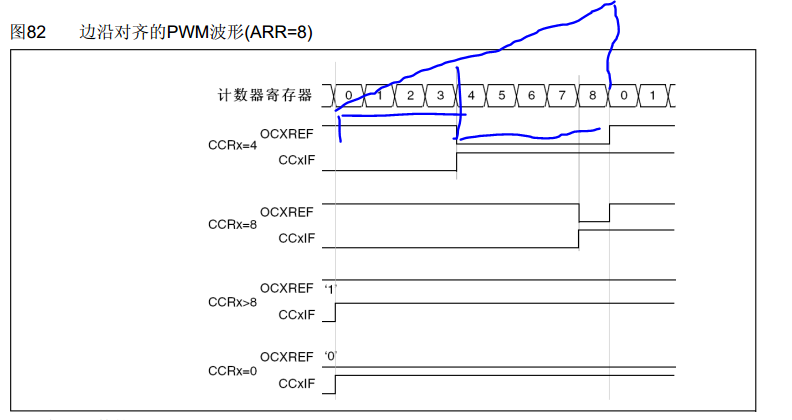 图82 边沿对齐的PWM波形(ARR=8)
计数器寄存器 0 1 2 3 4 5 6 7 8 0 1
CCRx=4 OCXREF
CCxIF
CCRx=8 OCXREF
CCxIF
CCRx>8 OCXREF ‘1’
CCxIF
CCRx=0 OCXREF ‘0’
CCxIF